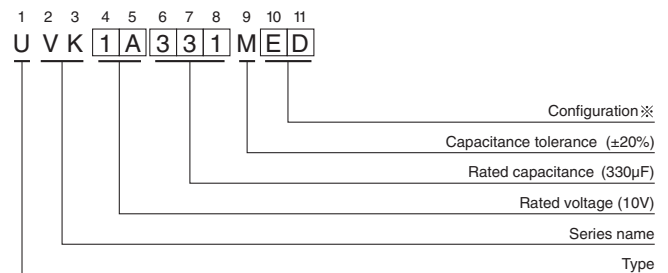 1 2 3 4 5 6 7 8 9 10 11
U V K 1 A 3 3 1 M E D
Configuration※
Capacitance tolerance (±20%)
Rated capacitance (330µF)
Rated voltage (10V)
Series name
Type